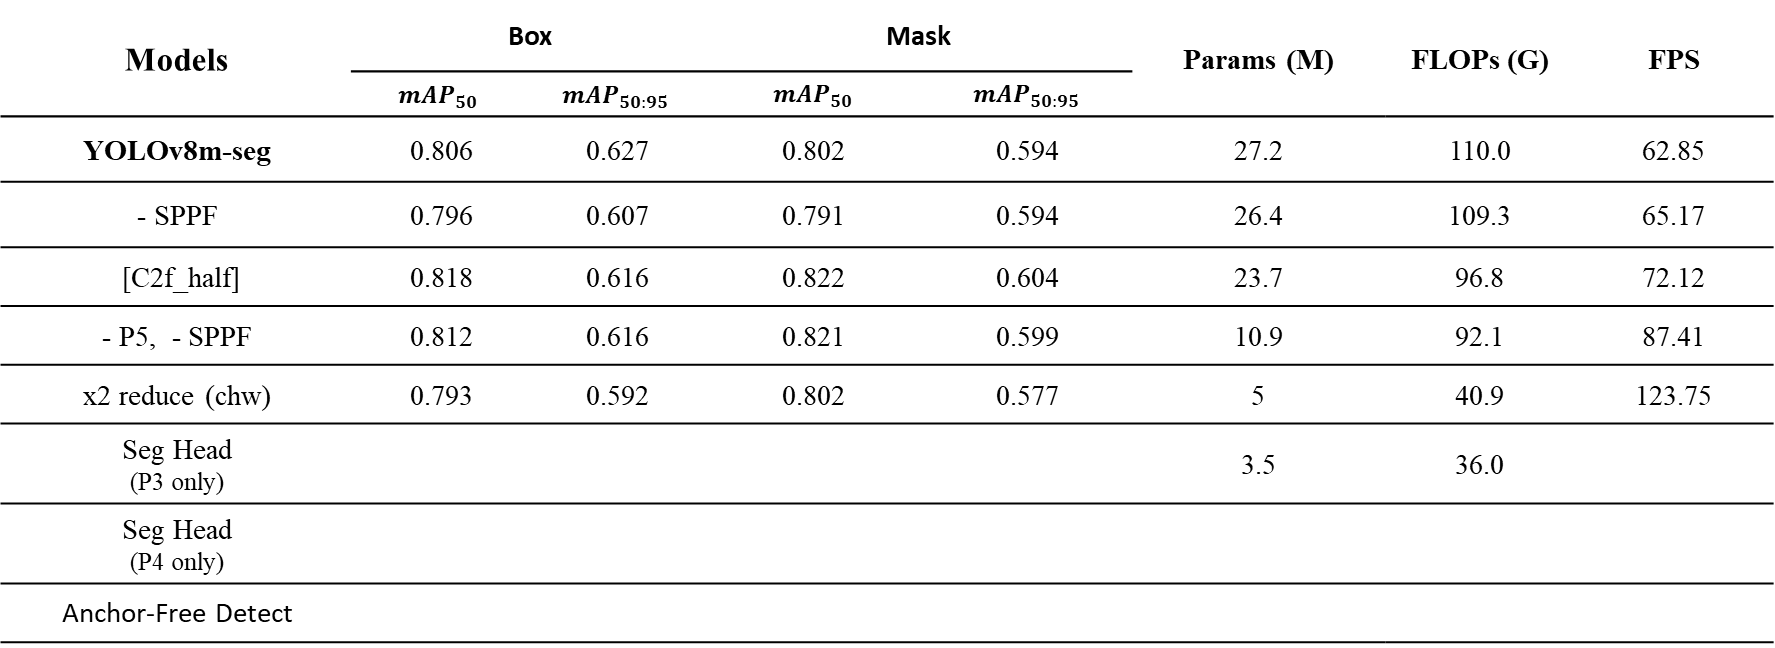 Models Box Mask Params (M) FLOPs (G) FPS
mAP50 mAP50:95 mAP50 mAP50:95
YOLOv8m-seg 0.806 0.627 0.802 0.594 27.2 110.0 62.85
- SPPF 0.796 0.607 0.791 0.594 26.4 109.3 65.17
[C2f_half] 0.818 0.616 0.822 0.604 23.7 96.8 72.12
- P5, - SPPF 0.812 0.616 0.821 0.599 10.9 92.1 87.41
x2 reduce (chw) 0.793 0.592 0.802 0.577 5 40.9 123.75
Seg Head
(P3 only) 3.5 36.0
Seg Head
(P4 only)
Anchor-Free Detect